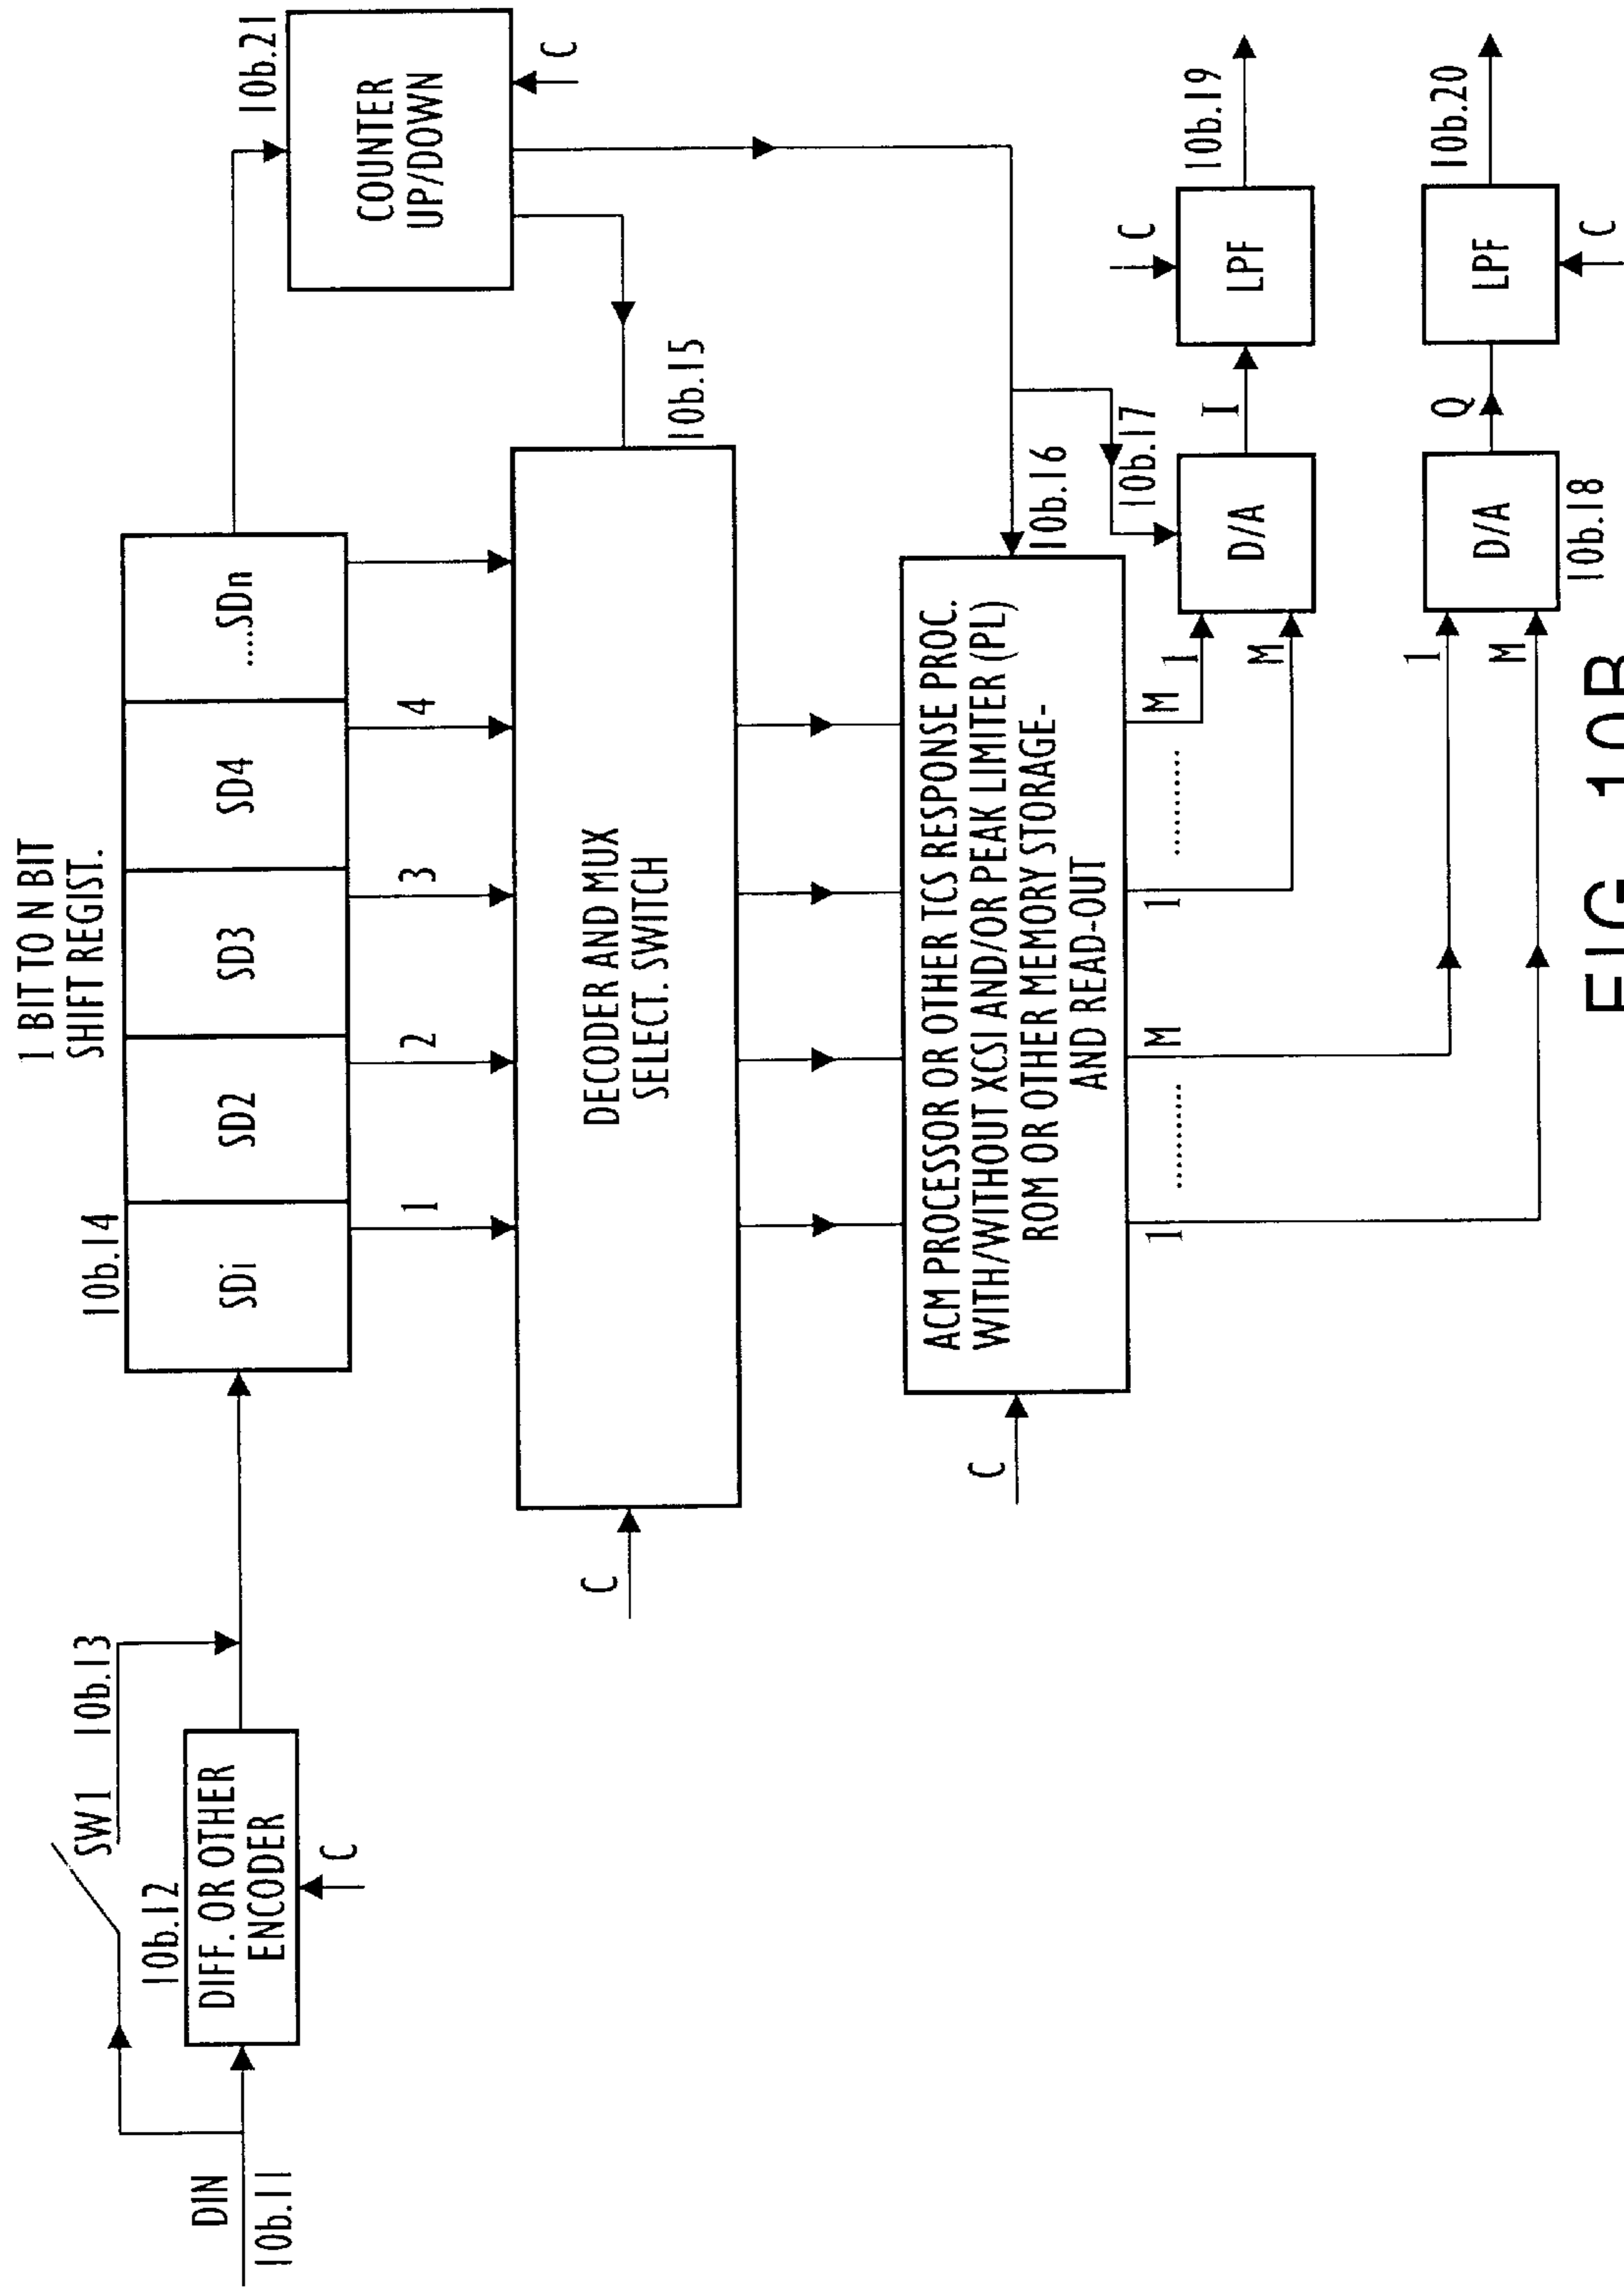 DIN
10b.11
SW1 10b.13
10b.12
DIFF. OR OTHER
ENCODER
C
1 BIT TO N BIT
SHIFT REGIST.
10b.14
SDi
SD2
SD3
SD4
.....SDn
10b.21
COUNTER
UP/DOWN
C
1
2
3
4
C
DECODER AND MUX
SELECT. SWITCH
10b.15
C
ACM PROCESSOR OR OTHER TCS RESPONSE PROC.
WITH/WITHOUT XCSI AND/OR PEAK LIMITER (PL)
ROM OR OTHER MEMORY STORAGE-
AND READ-OUT
10b.16
10b.17
1 .......... M
1 .......... M
1
M
D/A
I
C
LPF
10b.19
1
M
D/A
10b.18
Q
LPF
C
10b.20
FIG. 10B